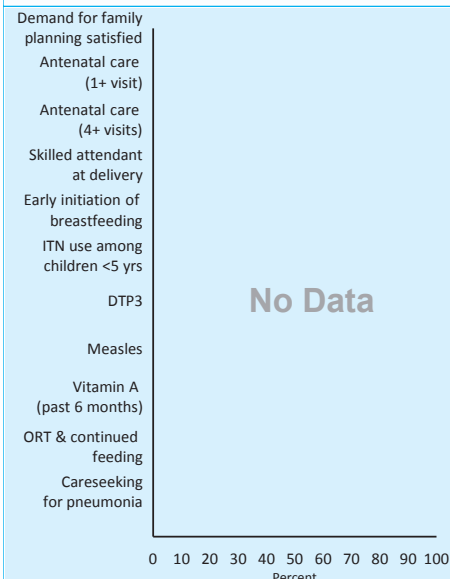 Demand for family
planning satisfied
Antenatal care
(1+ visit)
Antenatal care
(4+ visits)
Skilled attendant
at delivery
Early initiation of
breastfeeding
ITN use among
children <5 yrs
DTP3
No Data
Measles
Vitamin A
(past 6 months)
ORT & continued
feeding
Careseeking
for pneumonia
0 10 20 30 40 50 60 70 80 90 100
Percent